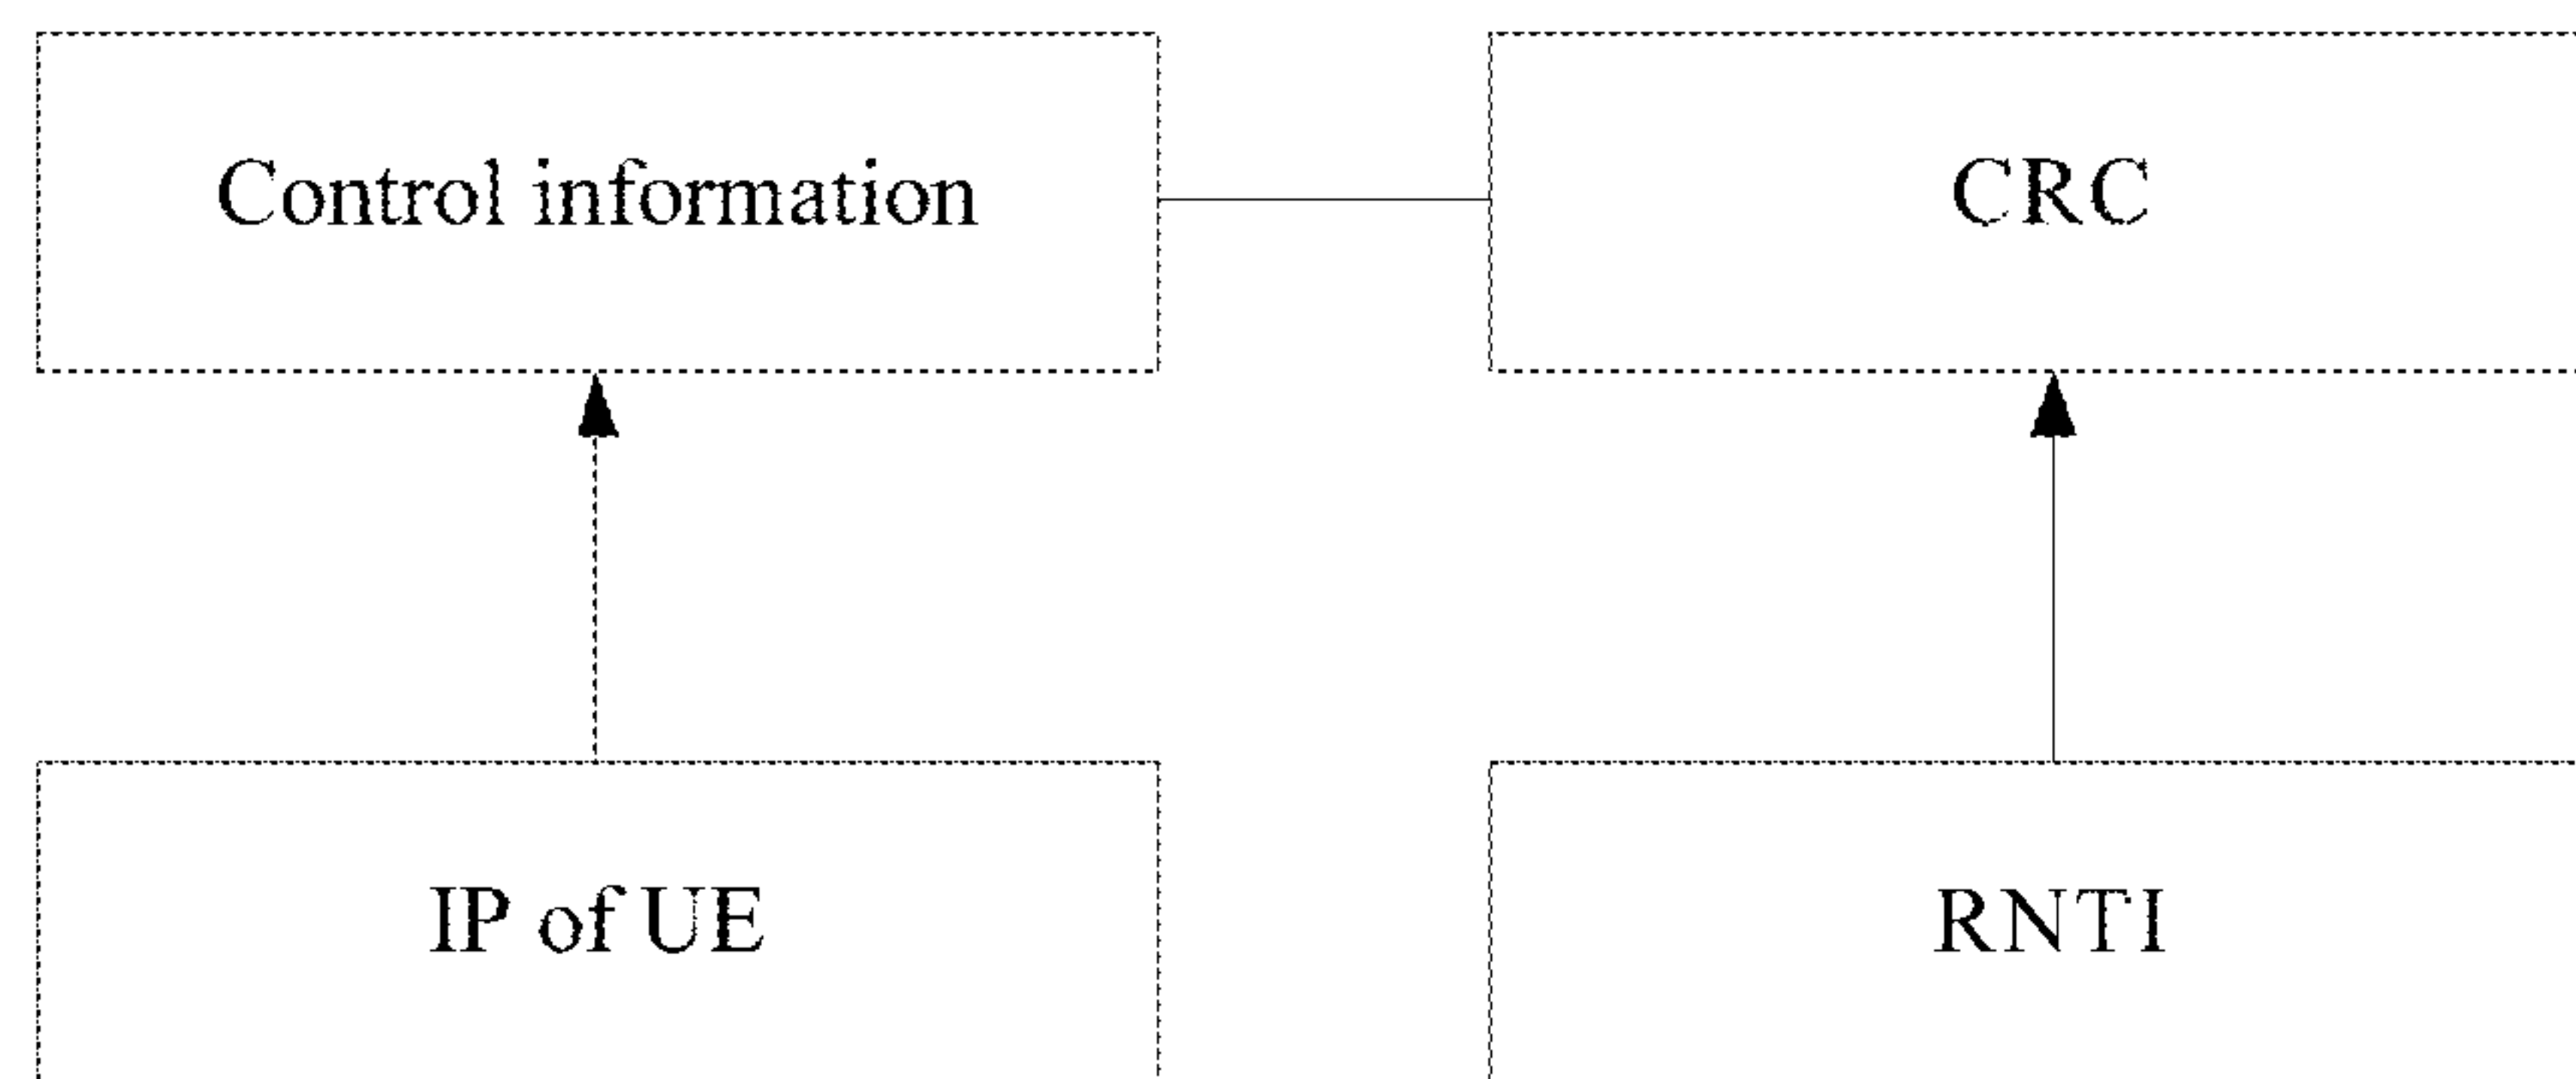 Control information
CRC
IP of UE
RNTI